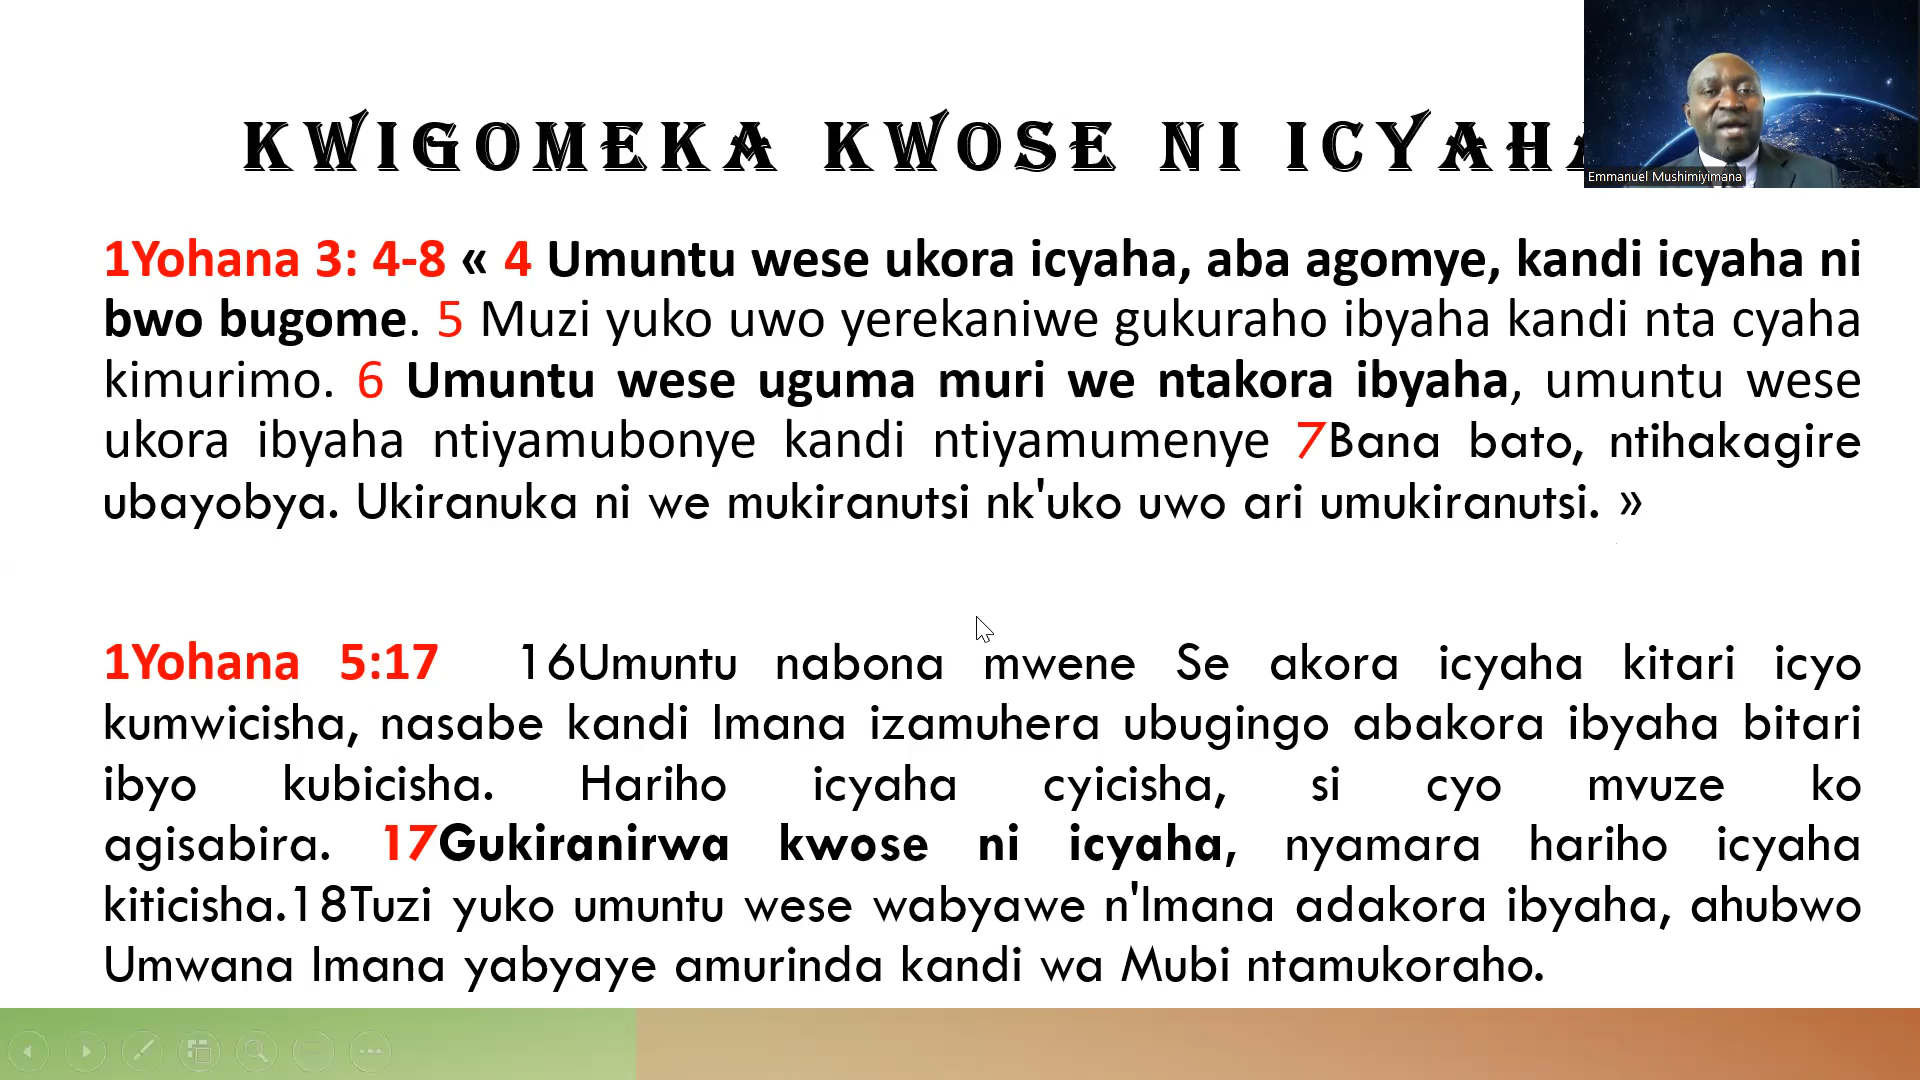 KWIGOMEKA KWOSE NI ICYAHA
Emmanuel Mushimiyimana
1Yohana 3: 4-8 « 4 Umuntu wese ukora icyaha, aba agomye, kandi icyaha ni
bwo bugome. 5 Muzi yuko uwo yerekaniwe gukuraho ibyaha kandi nta cyaha
kimurimo. 6 Umuntu wese uguma muri we ntakora ibyaha, umuntu wese
ukora ibyaha ntiyamubonye kandi ntiyamumenye 7Bana bato, ntihakagire
ubayobya. Ukiranuka ni we mukiranutsi nk'uko uwo ari umukiranutsi. »
1Yohana 5:17 16Umuntu nabona mwene Se akora icyaha kitari icyo
kumwicisha, nasabe kandi Imana izamuhera ubugingo abakora ibyaha bitari
ibyo kubicisha. Hariho icyaha cyicisha, si cyo mvuze ko
agisabira. 17Gukiranirwa kwose ni icyaha, nyamara hariho icyaha
kiticisha.18Tuzi yuko umuntu wese wabyawe n'Imana adakora ibyaha, ahubwo
Umwana Imana yabyaye amurinda kandi wa Mubi ntamukoraho.